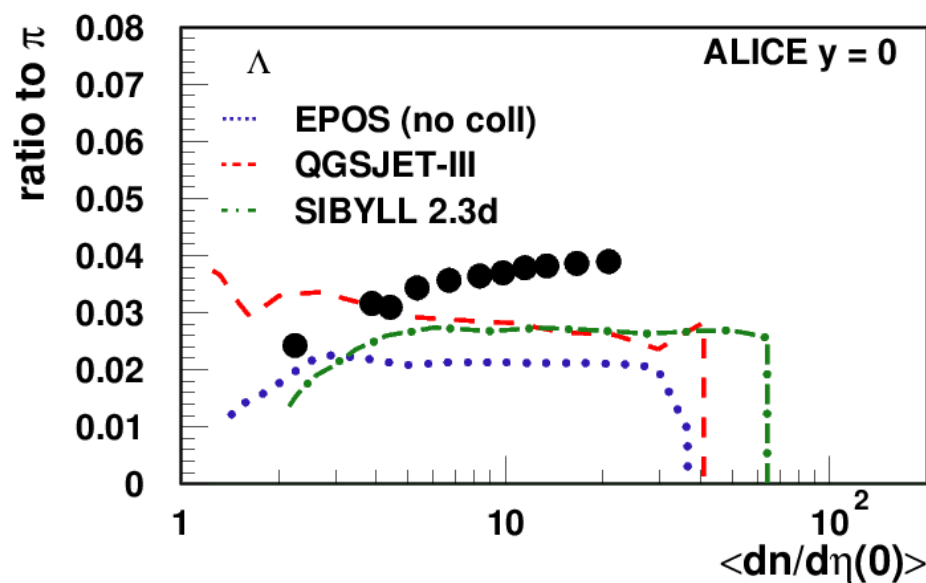 ratio to π
0.08
0.07
0.06
0.05
0.04
0.03
0.02
0.01
0
Λ
ALICE y = 0
EPOS (no coll)
QGSJET-III
SIBYLL 2.3d
1
10
10²
<dn/dη(0)>